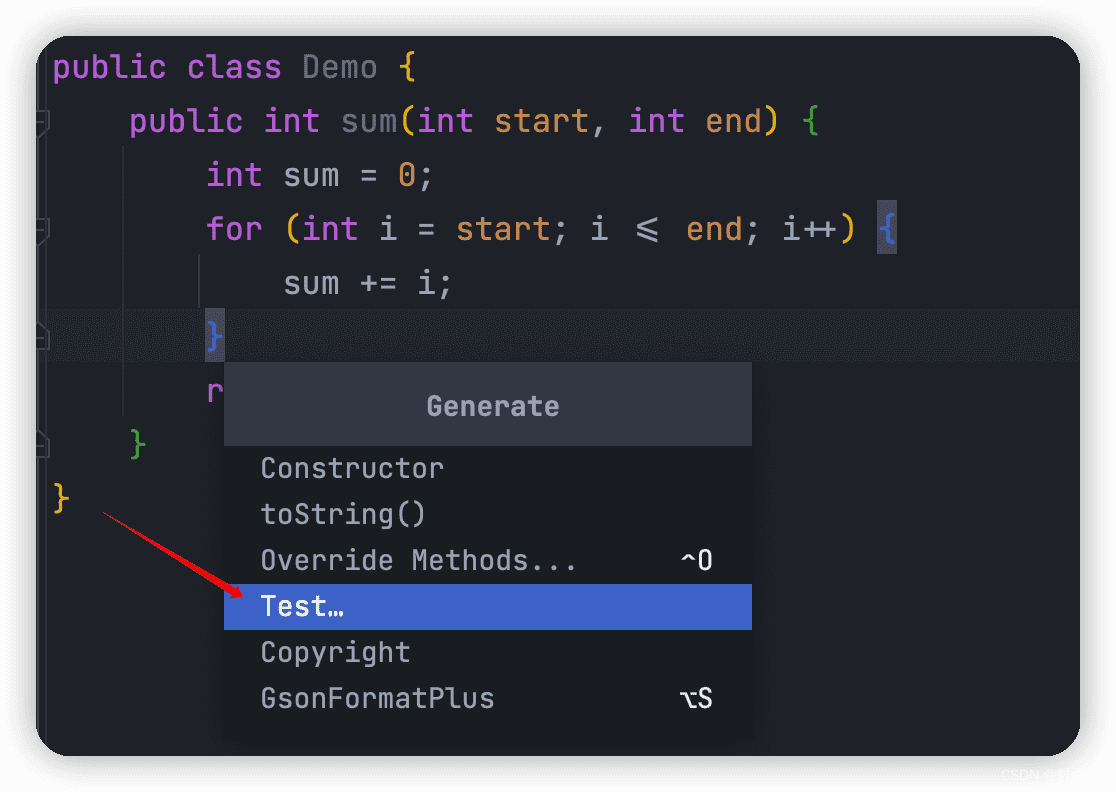 public class Demo {
public int sum(int start, int end) {
int sum = 0;
for (int i = start; i <= end; i++) {
sum += i;
}
r
}
}
Generate
Constructor
toString()
Override Methods... ^O
Test…
Copyright
GsonFormatPlus ⌥S
CSDN